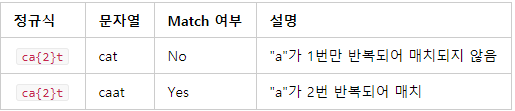 정규식 문자열 Match 여부 설명
ca{2}t cat No "a"가 1번만 반복되어 매치되지 않음
ca{2}t caat Yes "a"가 2번 반복되어 매치